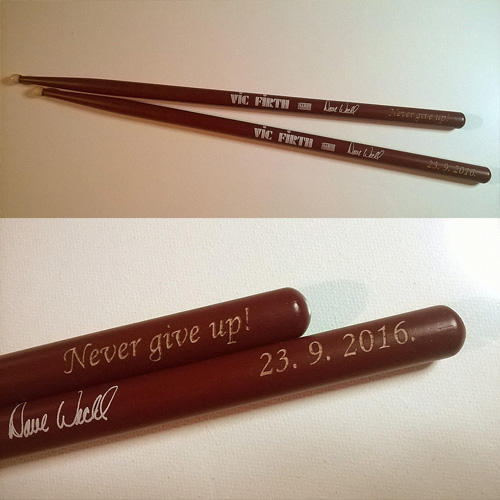 VIC FIRTH Dave Weckl Never give up!
VIC FIRTH Dave Weckl 23. 9. 2016.
Never give up!
23. 9. 2016.
Dave Weckl